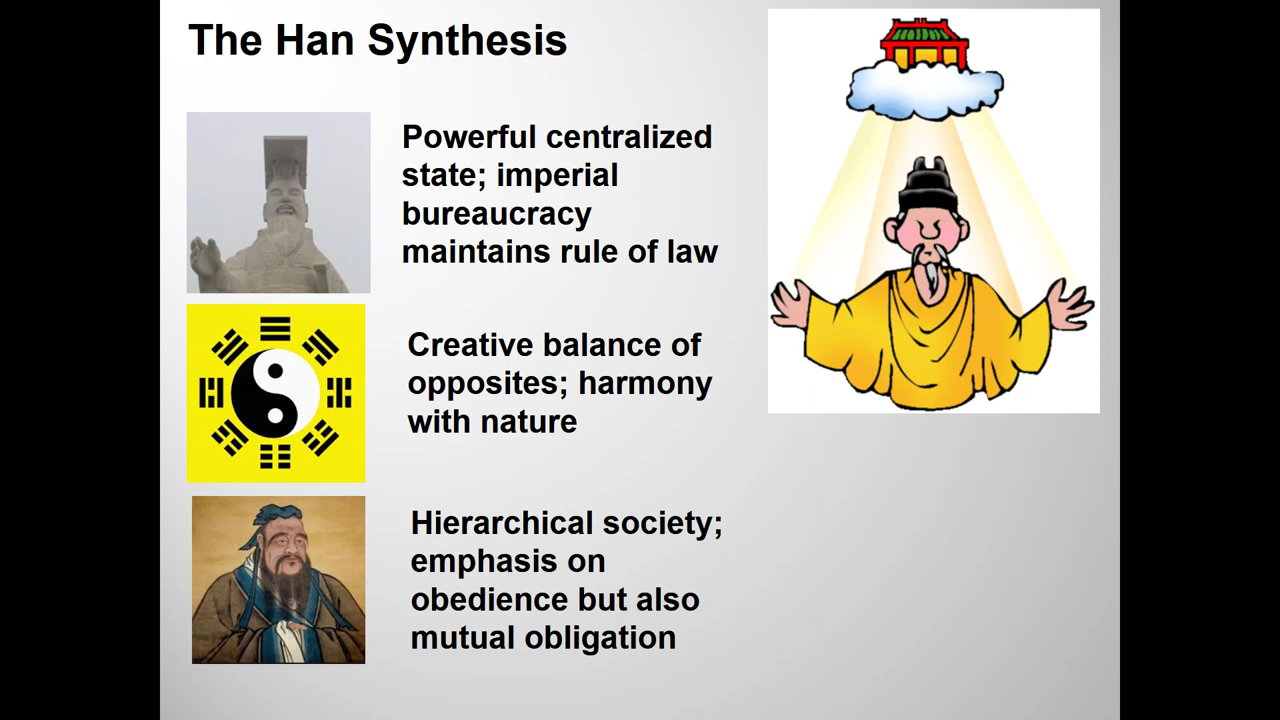 The Han Synthesis
Powerful centralized
state; imperial
bureaucracy
maintains rule of law
Creative balance of
opposites; harmony
with nature
Hierarchical society;
emphasis on
obedience but also
mutual obligation